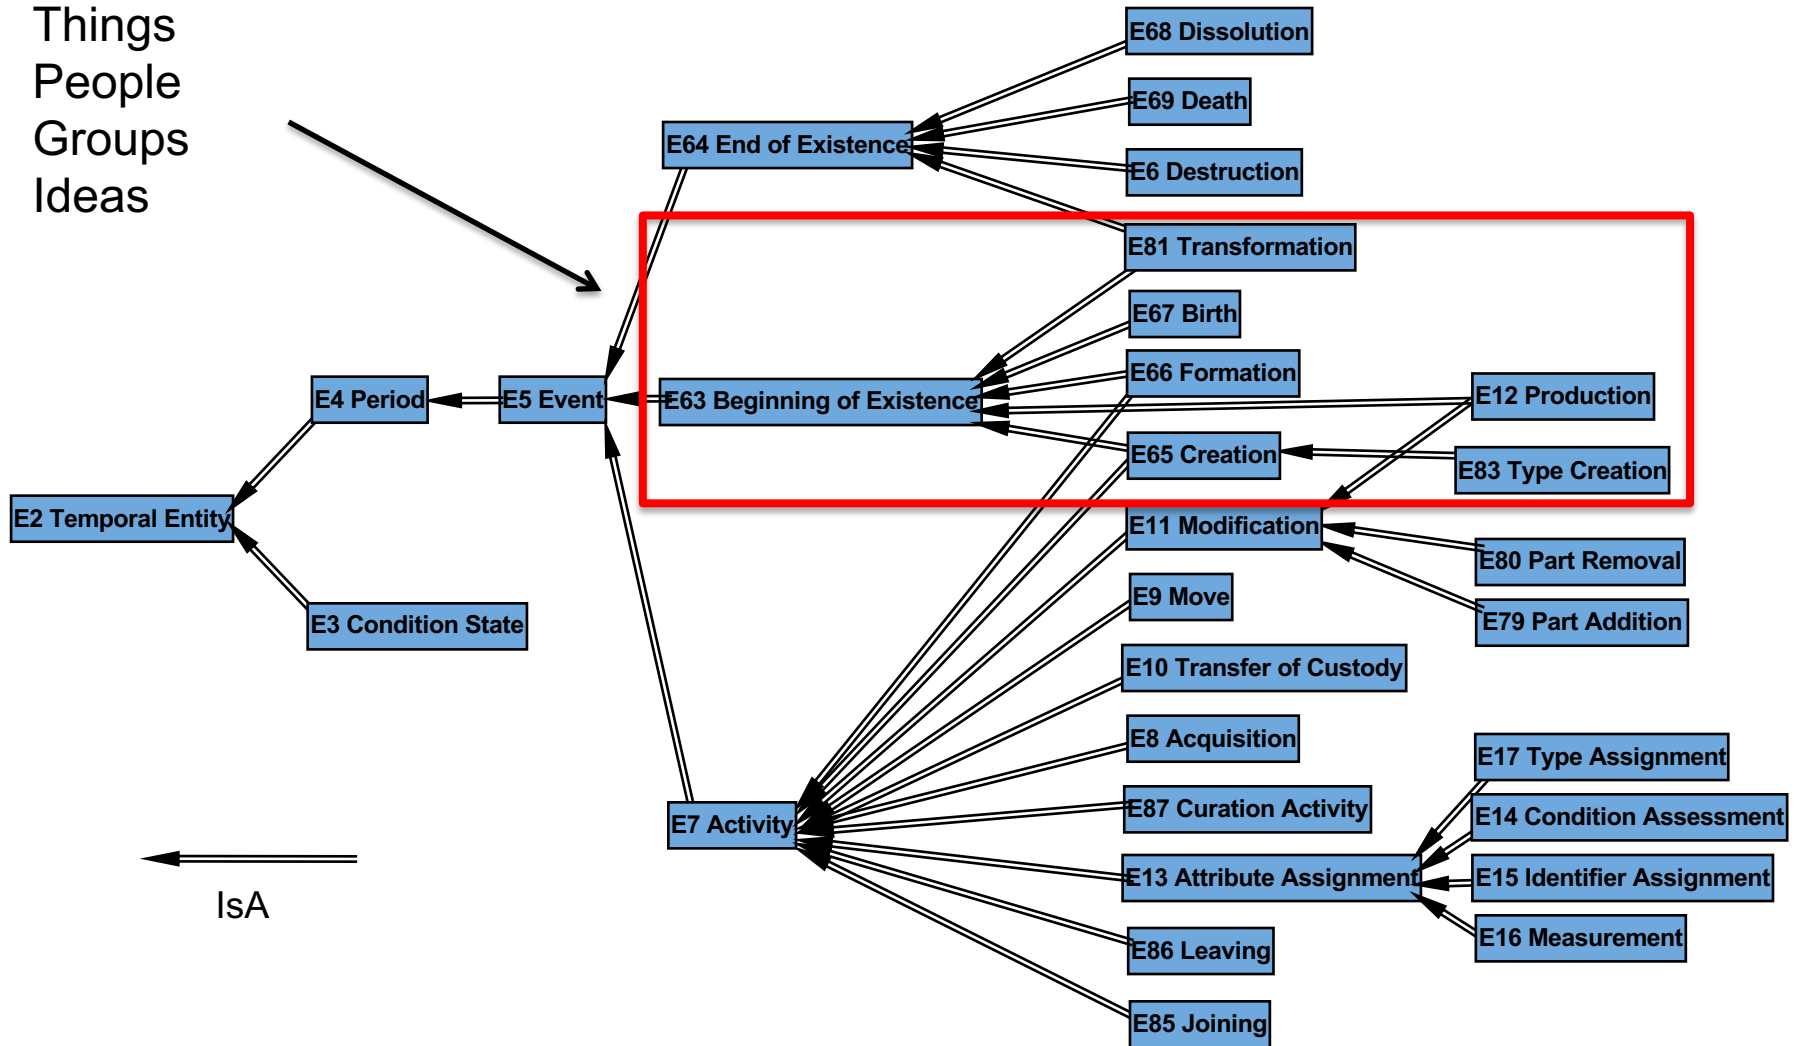 Things
People
Groups
Ideas
E68 Dissolution
E69 Death
E64 End of Existence
E6 Destruction
E81 Transformation
E67 Birth
E66 Formation
E4 Period
E5 Event
E63 Beginning of Existence
E12 Production
E65 Creation
E83 Type Creation
E2 Temporal Entity
E11 Modification
E80 Part Removal
E9 Move
E3 Condition State
E79 Part Addition
E10 Transfer of Custody
E8 Acquisition
E17 Type Assignment
E87 Curation Activity
E7 Activity
E14 Condition Assessment
E13 Attribute Assignment
E15 Identifier Assignment
IsA
E86 Leaving
E16 Measurement
E85 Joining